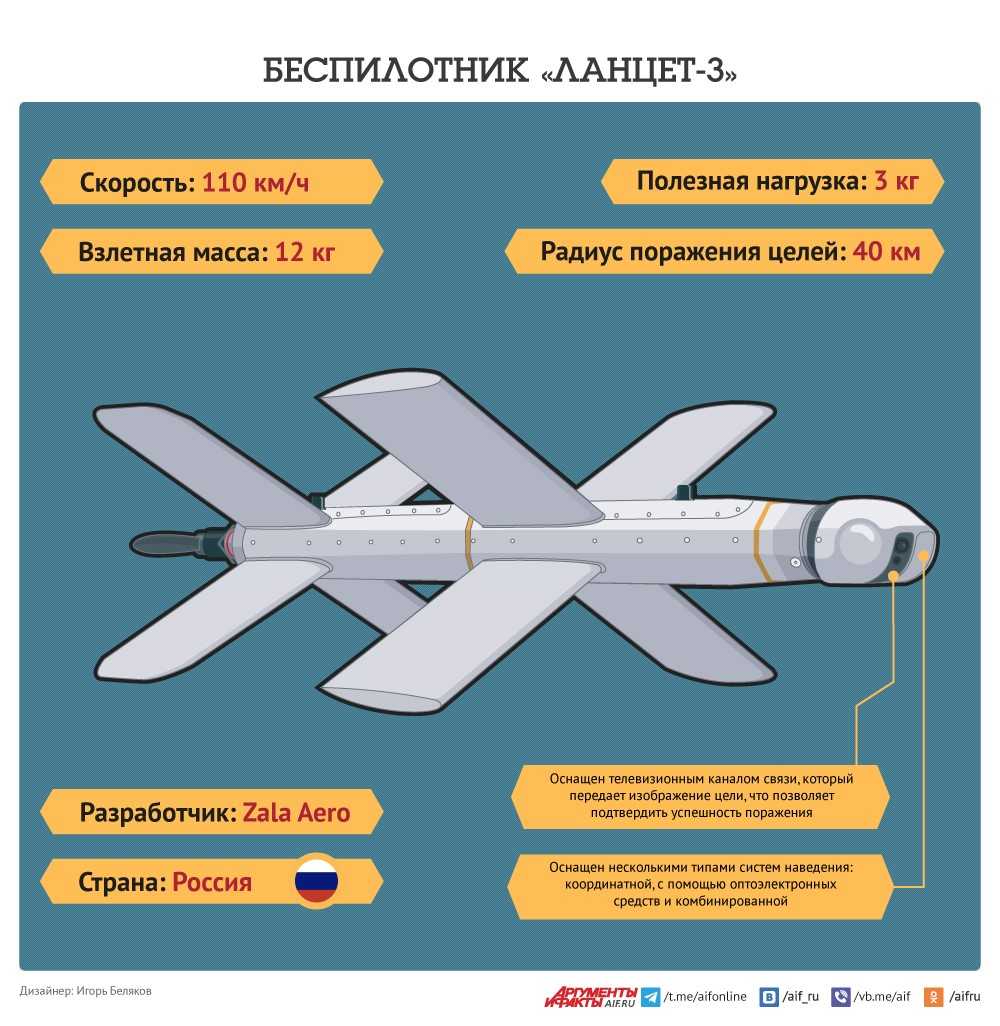 БЕСПИЛОТНИК «ЛАНЦЕТ-3»
Скорость: 110 км/ч
Полезная нагрузка: 3 кг
Взлетная масса: 12 кг
Радиус поражения целей: 40 км
Оснащен телевизионным каналом связи, который
передает изображение цели, что позволяет
подтвердить успешность поражения
Разработчик: Zala Aero
Страна: Россия
Оснащен несколькими типами систем наведения:
координатной, с помощью оптоэлектронных
средств и комбинированной
Дизайнер: Игорь Беляков
АРГУМЕНТЫ
И ФАКТЫ AIF.RU
/t.me/aifonline
/aif_ru
/vb.me/aif
/aifru